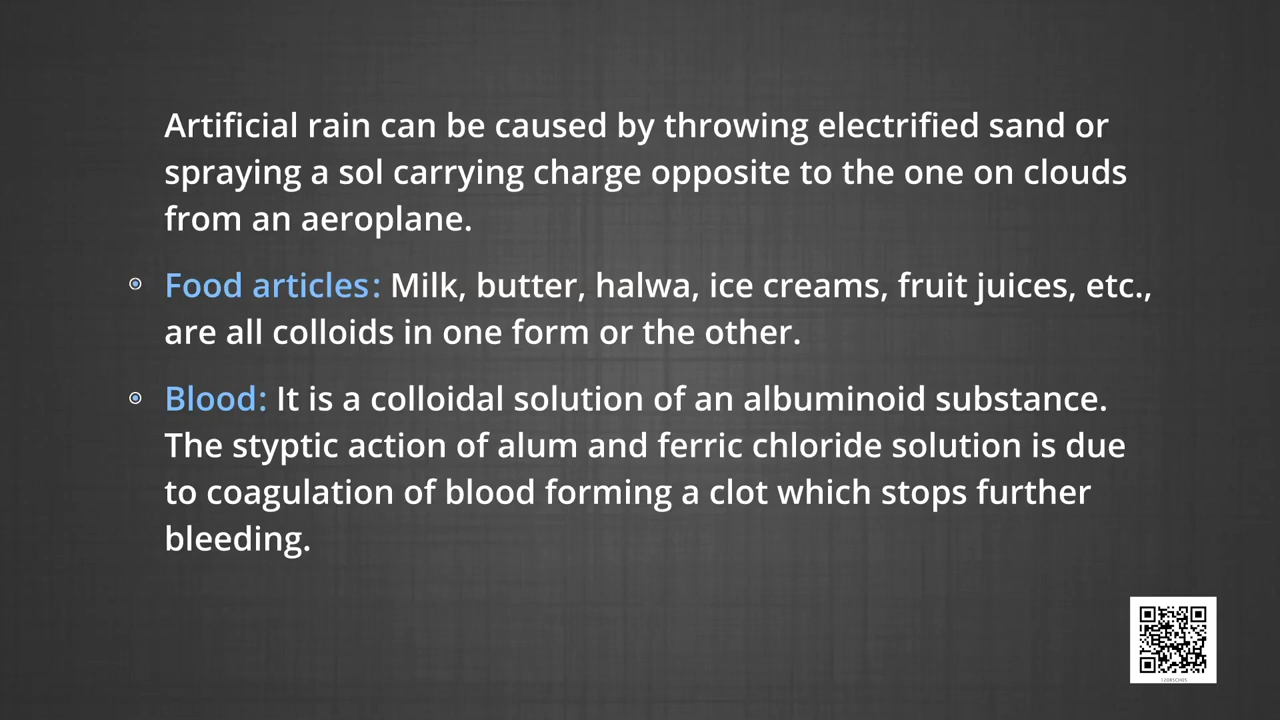 Artificial rain can be caused by throwing electrified sand or
spraying a sol carrying charge opposite to the one on clouds
from an aeroplane.
Food articles: Milk, butter, halwa, ice creams, fruit juices, etc.,
are all colloids in one form or the other.
Blood: It is a colloidal solution of an albuminoid substance.
The styptic action of alum and ferric chloride solution is due
to coagulation of blood forming a clot which stops further
bleeding.